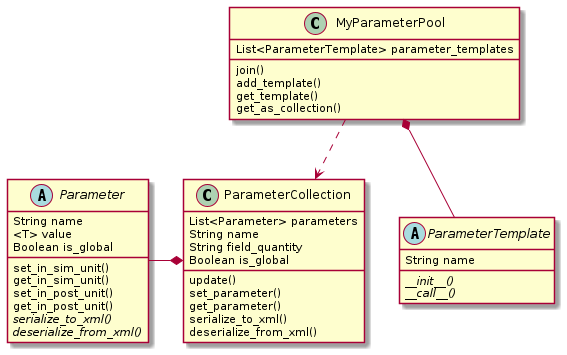 C MyParameterPool
List<ParameterTemplate> parameter_templates
join()
add_template()
get_template()
get_as_collection()
A Parameter
String name
<T> value
Boolean is_global
set_in_sim_unit()
get_in_sim_unit()
set_in_post_unit()
get_in_post_unit()
serialize_to_xml()
deserialize_from_xml()
C ParameterCollection
List<Parameter> parameters
String name
String field_quantity
Boolean is_global
update()
set_parameter()
get_parameter()
serialize_to_xml()
deserialize_from_xml()
A ParameterTemplate
String name
__init__()
__call__()